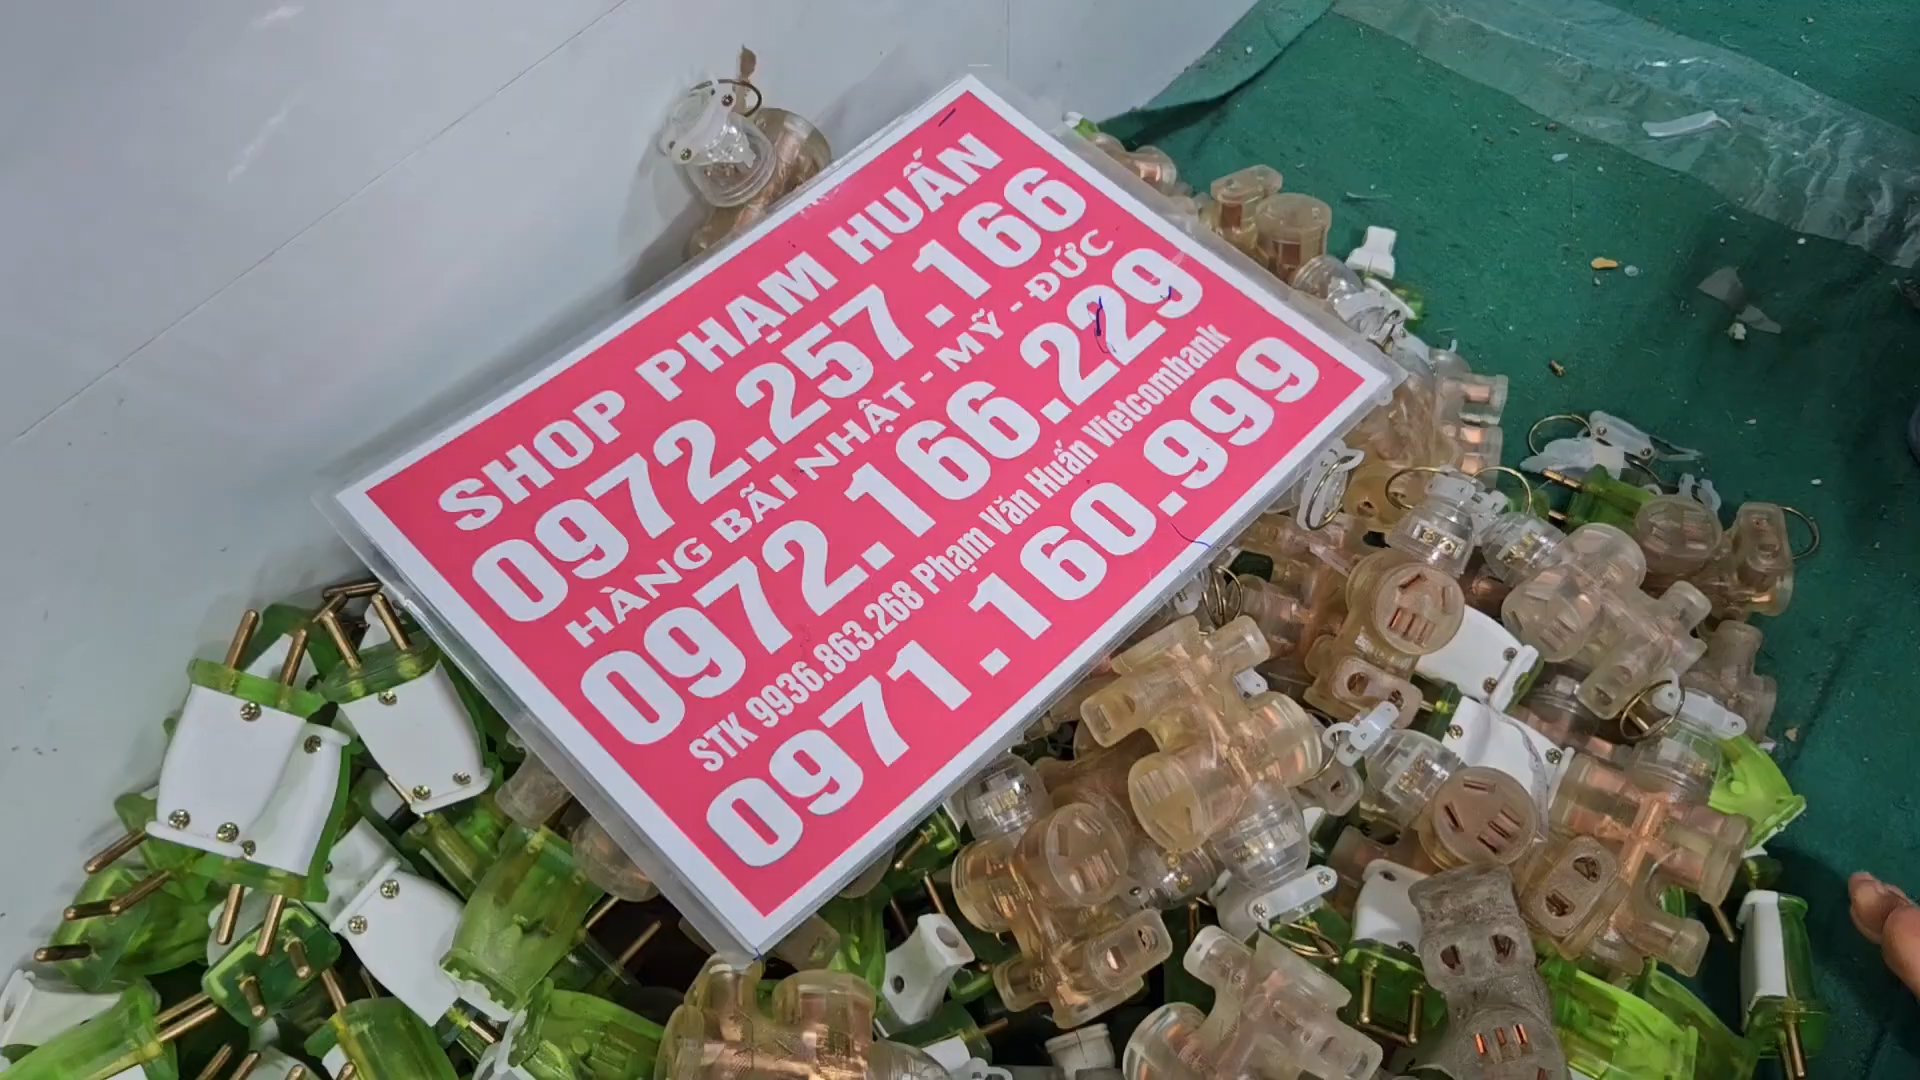 SHOP PHẠM HUẤN
0972.257.166
HÀNG BÃI NHẬT - MỸ - ĐỨC
0972.166.229
STK 9936.863.268 Phạm Văn Huấn Vietcombank
0971.160.999